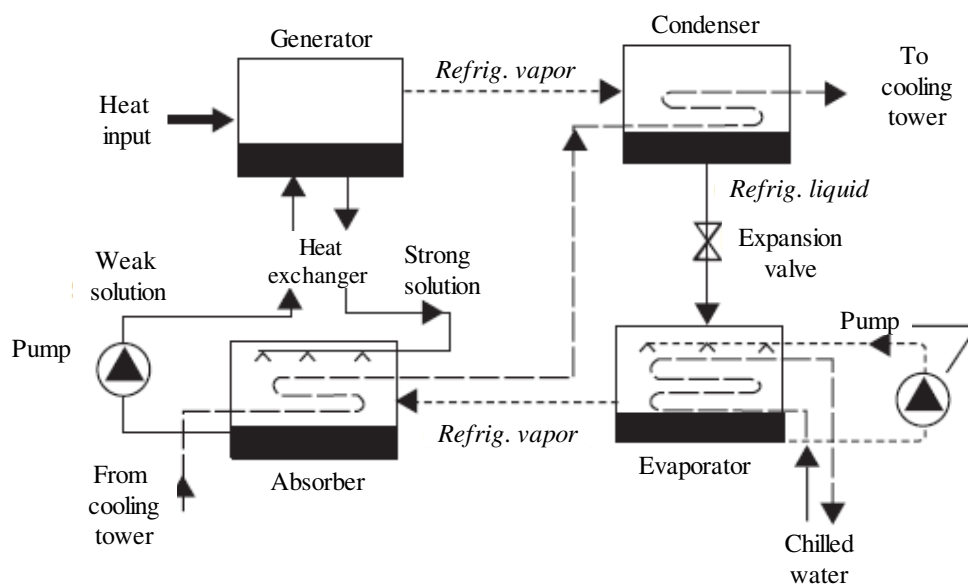 Generator
Condenser
Refrig. vapor
To
cooling
tower
Heat
input
Refrig. liquid
Expansion
valve
Weak
solution
Heat
exchanger
Strong
solution
Pump
Pump
Refrig. vapor
Absorber
Evaporator
From
cooling
tower
Chilled
water